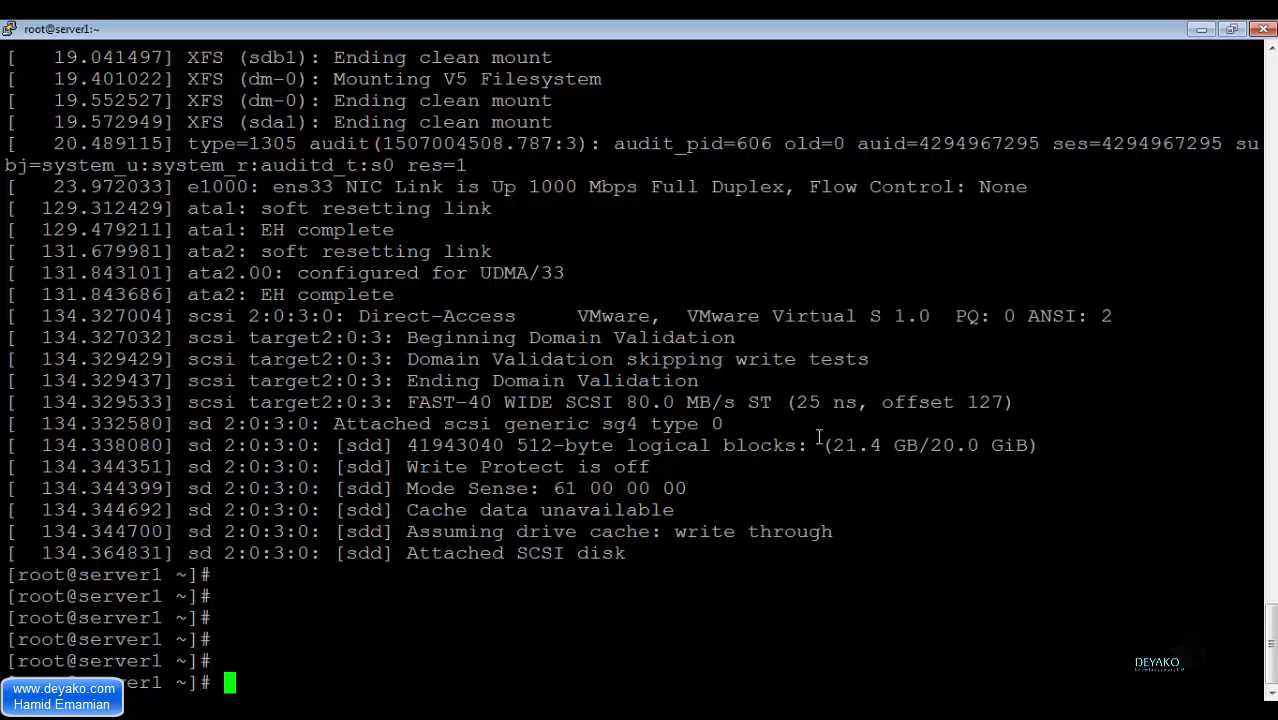 root@server1:~
[   19.041497] XFS (sdb1): Ending clean mount
[   19.401022] XFS (dm-0): Mounting V5 Filesystem
[   19.552527] XFS (dm-0): Ending clean mount
[   19.572949] XFS (sda1): Ending clean mount
[   20.489115] type=1305 audit(1507004508.787:3): audit_pid=606 old=0 auid=4294967295 ses=4294967295 su
bj=system_u:system_r:auditd_t:s0 res=1
[   23.972033] e1000: ens33 NIC Link is Up 1000 Mbps Full Duplex, Flow Control: None
[  129.312429] ata1: soft resetting link
[  129.479211] ata1: EH complete
[  131.679981] ata2: soft resetting link
[  131.843101] ata2.00: configured for UDMA/33
[  131.843686] ata2: EH complete
[  134.327004] scsi 2:0:3:0: Direct-Access     VMware,  VMware Virtual S 1.0  PQ: 0 ANSI: 2
[  134.327032] scsi target2:0:3: Beginning Domain Validation
[  134.329429] scsi target2:0:3: Domain Validation skipping write tests
[  134.329437] scsi target2:0:3: Ending Domain Validation
[  134.329533] scsi target2:0:3: FAST-40 WIDE SCSI 80.0 MB/s ST (25 ns, offset 127)
[  134.332580] sd 2:0:3:0: Attached scsi generic sg4 type 0
[  134.338080] sd 2:0:3:0: [sdd] 41943040 512-byte logical blocks: (21.4 GB/20.0 GiB)
[  134.344351] sd 2:0:3:0: [sdd] Write Protect is off
[  134.344399] sd 2:0:3:0: [sdd] Mode Sense: 61 00 00 00
[  134.344692] sd 2:0:3:0: [sdd] Cache data unavailable
[  134.344700] sd 2:0:3:0: [sdd] Assuming drive cache: write through
[  134.364831] sd 2:0:3:0: [sdd] Attached SCSI disk
[root@server1 ~]#
[root@server1 ~]#
[root@server1 ~]#
[root@server1 ~]#
[root@server1 ~]#
erver1 ~]#
DEYAKO
www.deyako.com
Hamid Emamian